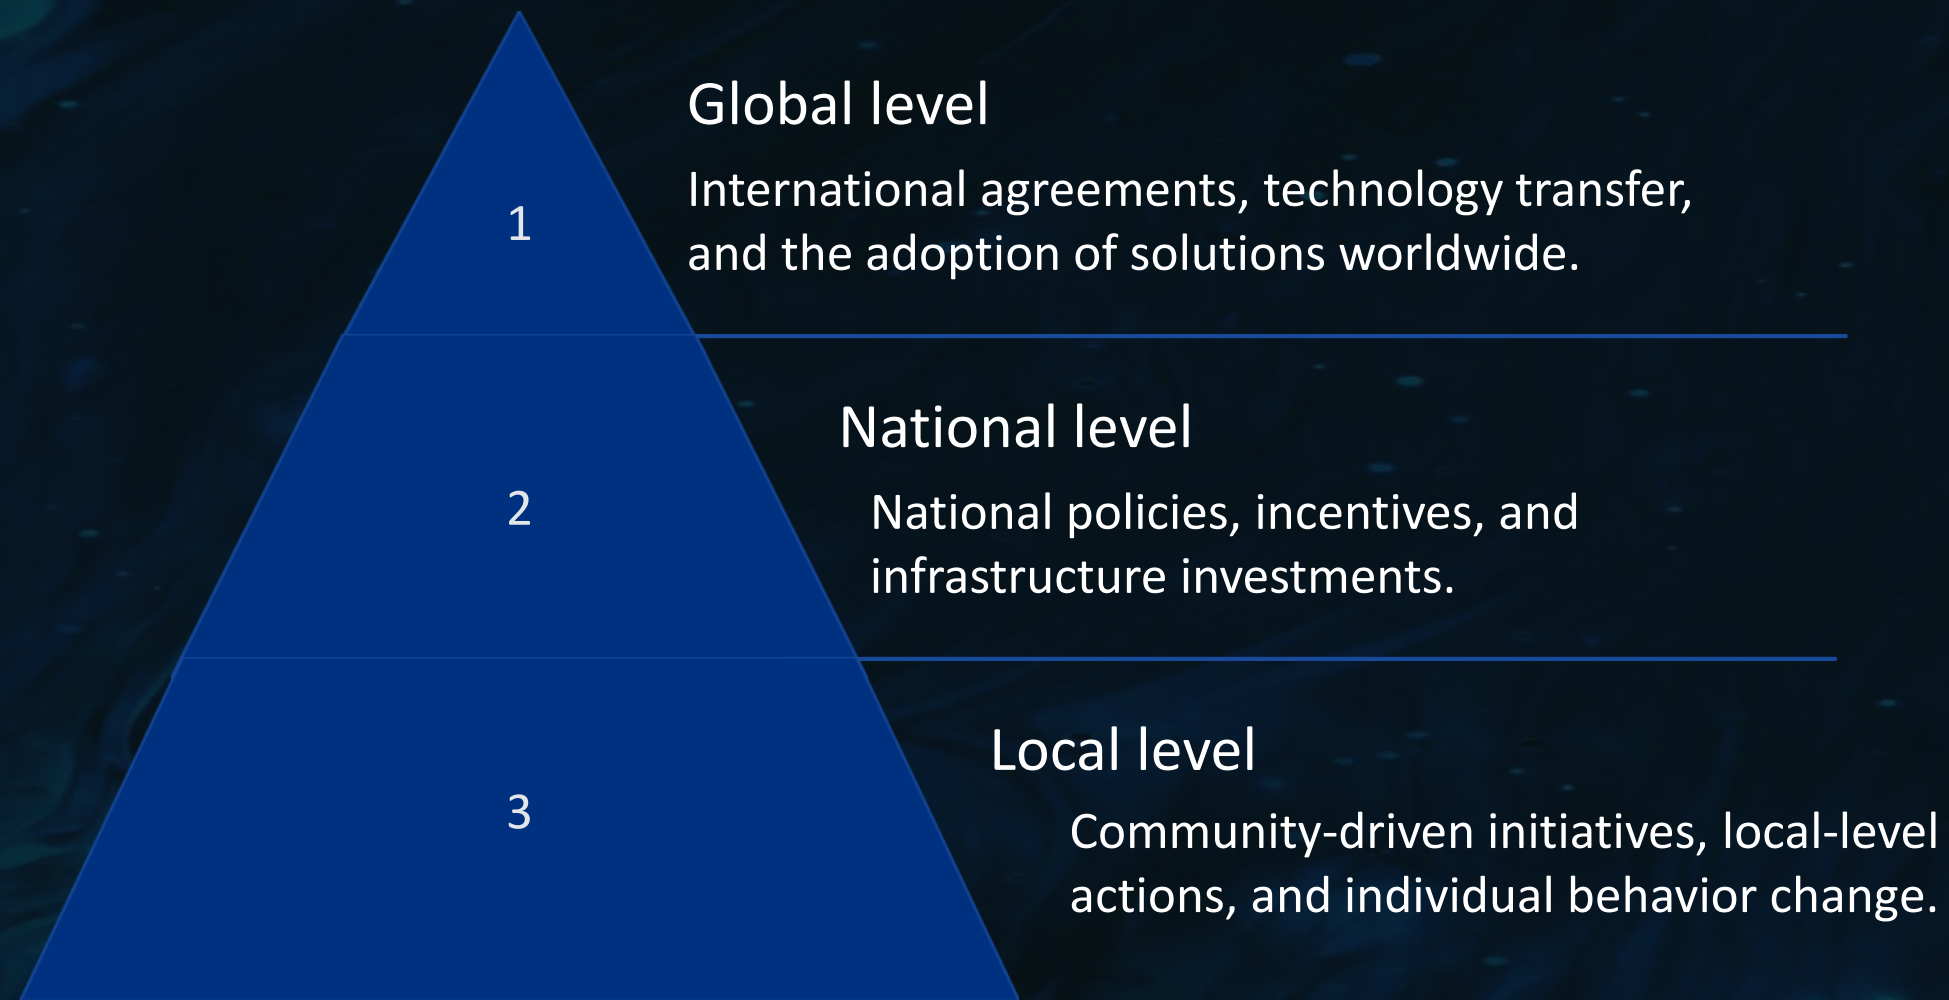 1
Global level
International agreements, technology transfer,
and the adoption of solutions worldwide.
2
National level
National policies, incentives, and
infrastructure investments.
3
Local level
Community-driven initiatives, local-level
actions, and individual behavior change.